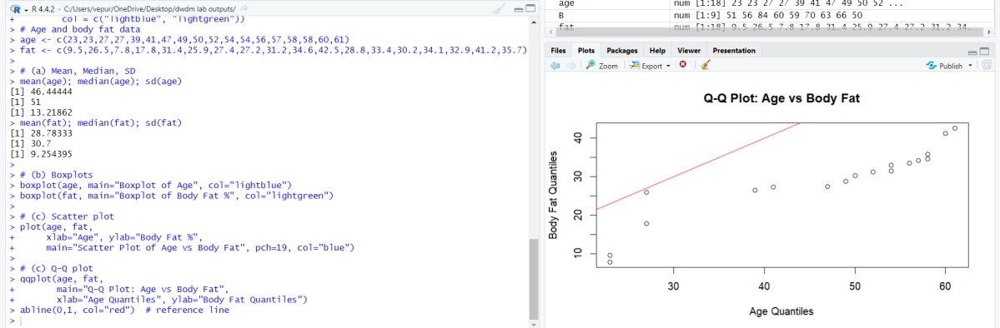 R 4.4.2 · C:/Users/vepur/OneDrive/Desktop/dwdm lab outputs/
+ col = c("lightblue", "lightgreen"))
> # Age and body fat data
> age <- c(23,23,27,27,39,41,47,49,50,52,54,54,56,57,58,58,60,61)
> fat <- c(9.5,26.5,7.8,17.8,31.4,25.9,27.4,27.2,31.2,34.6,42.5,28.8,33.4,30.2,34.1,32.9,41.2,35.7)
>
> # (a) Mean, Median, SD
> mean(age); median(age); sd(age)
[1] 46.44444
[1] 51
[1] 13.21862
> mean(fat); median(fat); sd(fat)
[1] 28.78333
[1] 30.7
[1] 9.254395
>
> # (b) Boxplots
> boxplot(age, main="Boxplot of Age", col="lightblue")
> boxplot(fat, main="Boxplot of Body Fat %", col="lightgreen")
>
> # (c) Scatter plot
> plot(age, fat,
+ xlab="Age", ylab="Body Fat %",
+ main="Scatter Plot of Age vs Body Fat", pch=19, col="blue")
>
> # (c) Q-Q plot
> qqplot(age, fat,
+ main="Q-Q Plot: Age vs Body Fat",
+ xlab="Age Quantiles", ylab="Body Fat Quantiles")
> abline(0,1, col="red") # reference line
>
age num [1:18] 23 23 27 27 39 41 47 49 50 52 ...
B num [1:9] 51 56 84 60 59 70 63 66 50
fat num [1:18] 9.5 26.5 7.8 17.8 31.4 25.9 27.4 27.2 31.2 34...
Files Plots Packages Help Viewer Presentation
Zoom Export Publish
Q-Q Plot: Age vs Body Fat
Body Fat Quantiles
40
30
20
10
30 40 50 60
Age Quantiles